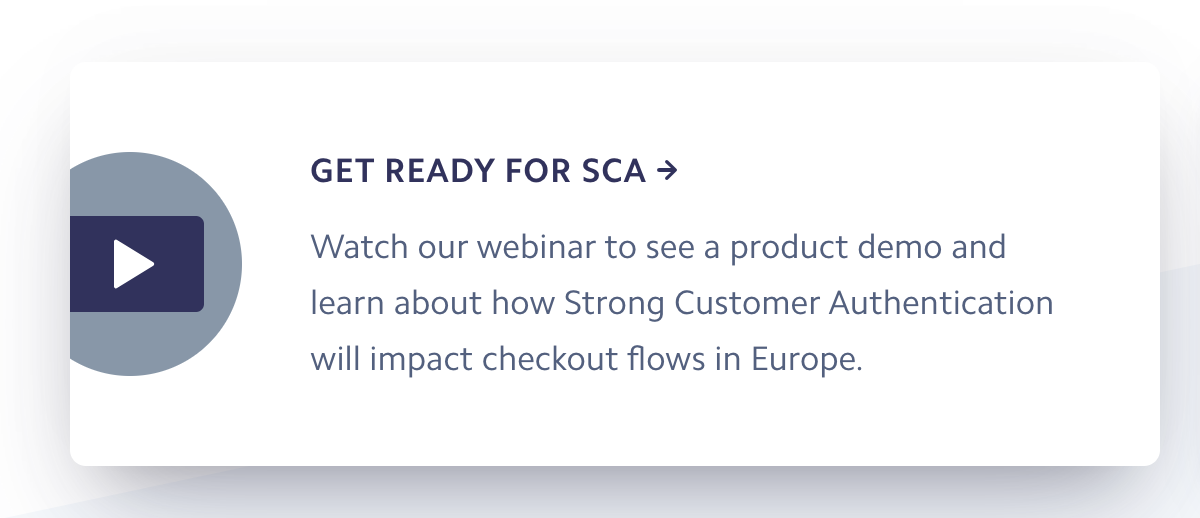 GET READY FOR SCA →
Watch our webinar to see a product demo and
learn about how Strong Customer Authentication
will impact checkout flows in Europe.